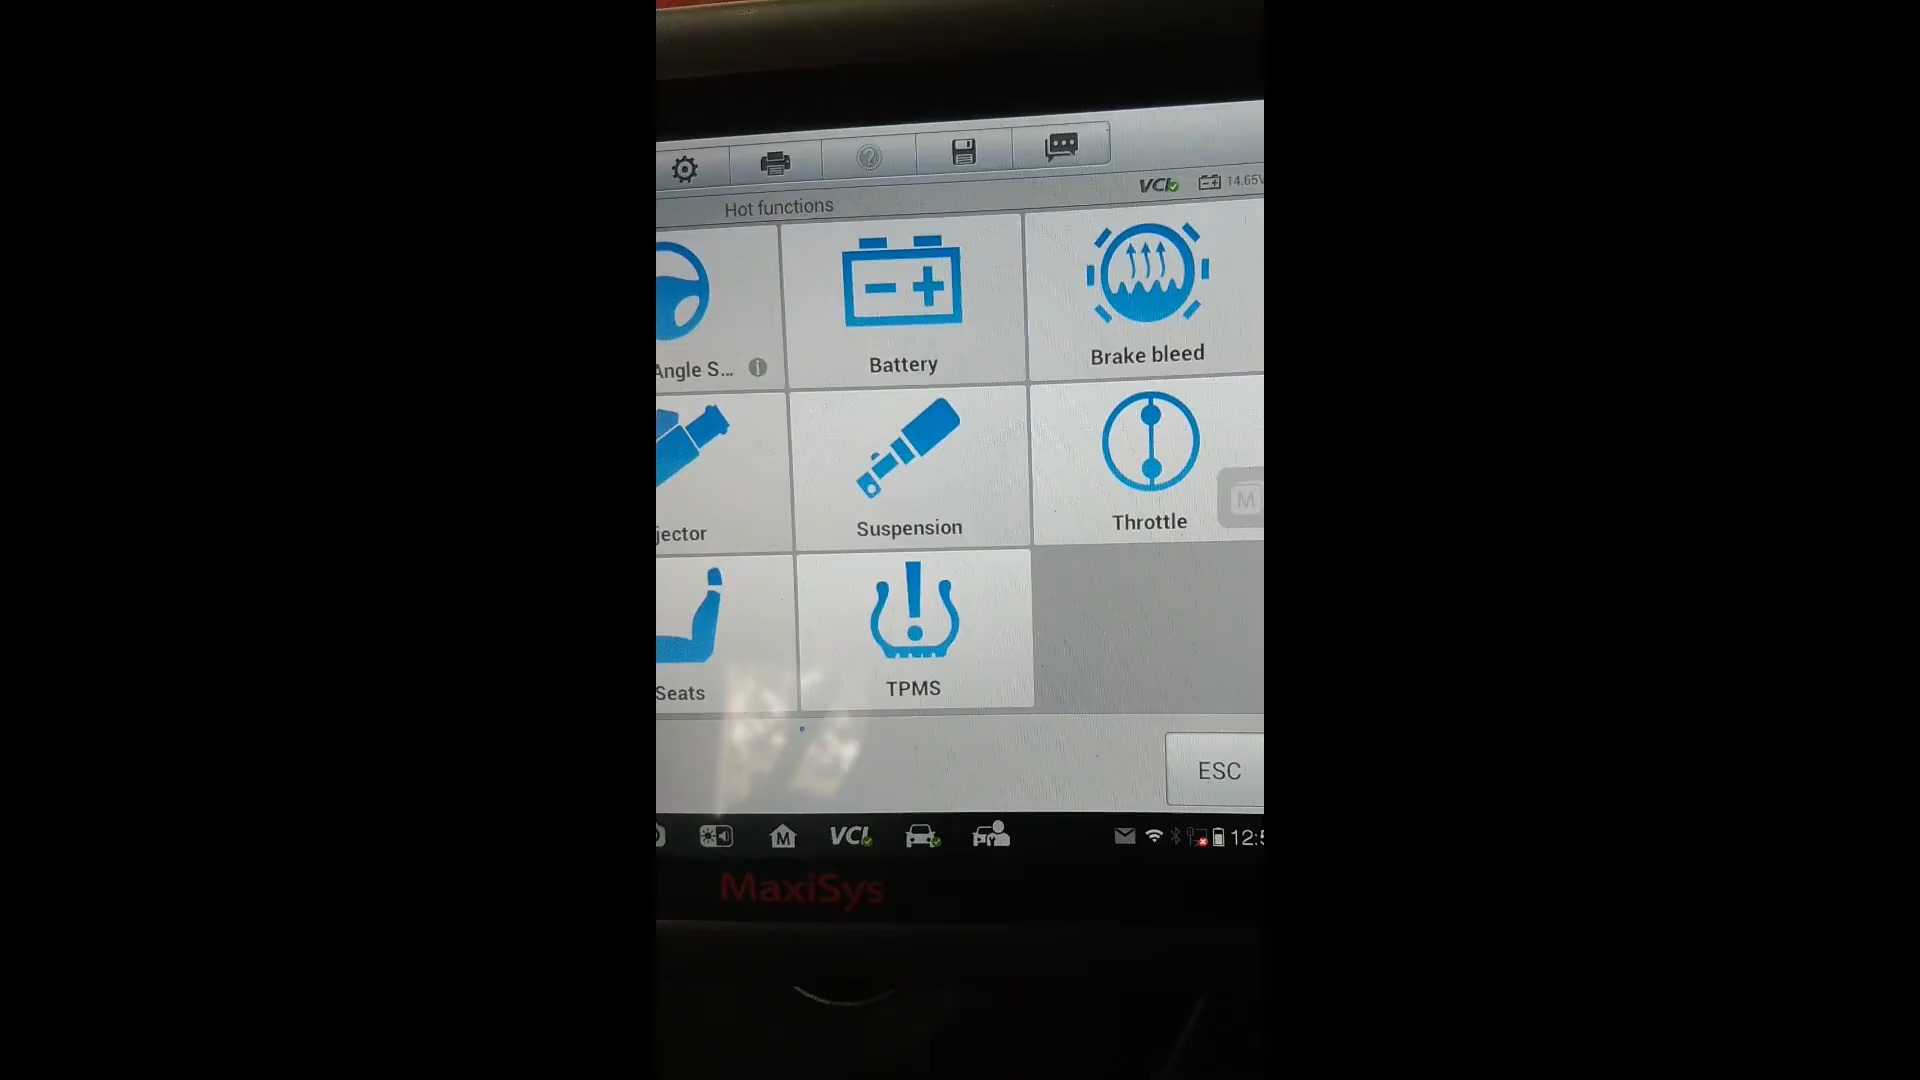 VCI 14.65V
Hot functions
Angle S...
Battery
Brake bleed
jector
Suspension
Throttle
M
Seats
TPMS
ESC
M VCI 12:5
MaxiSys